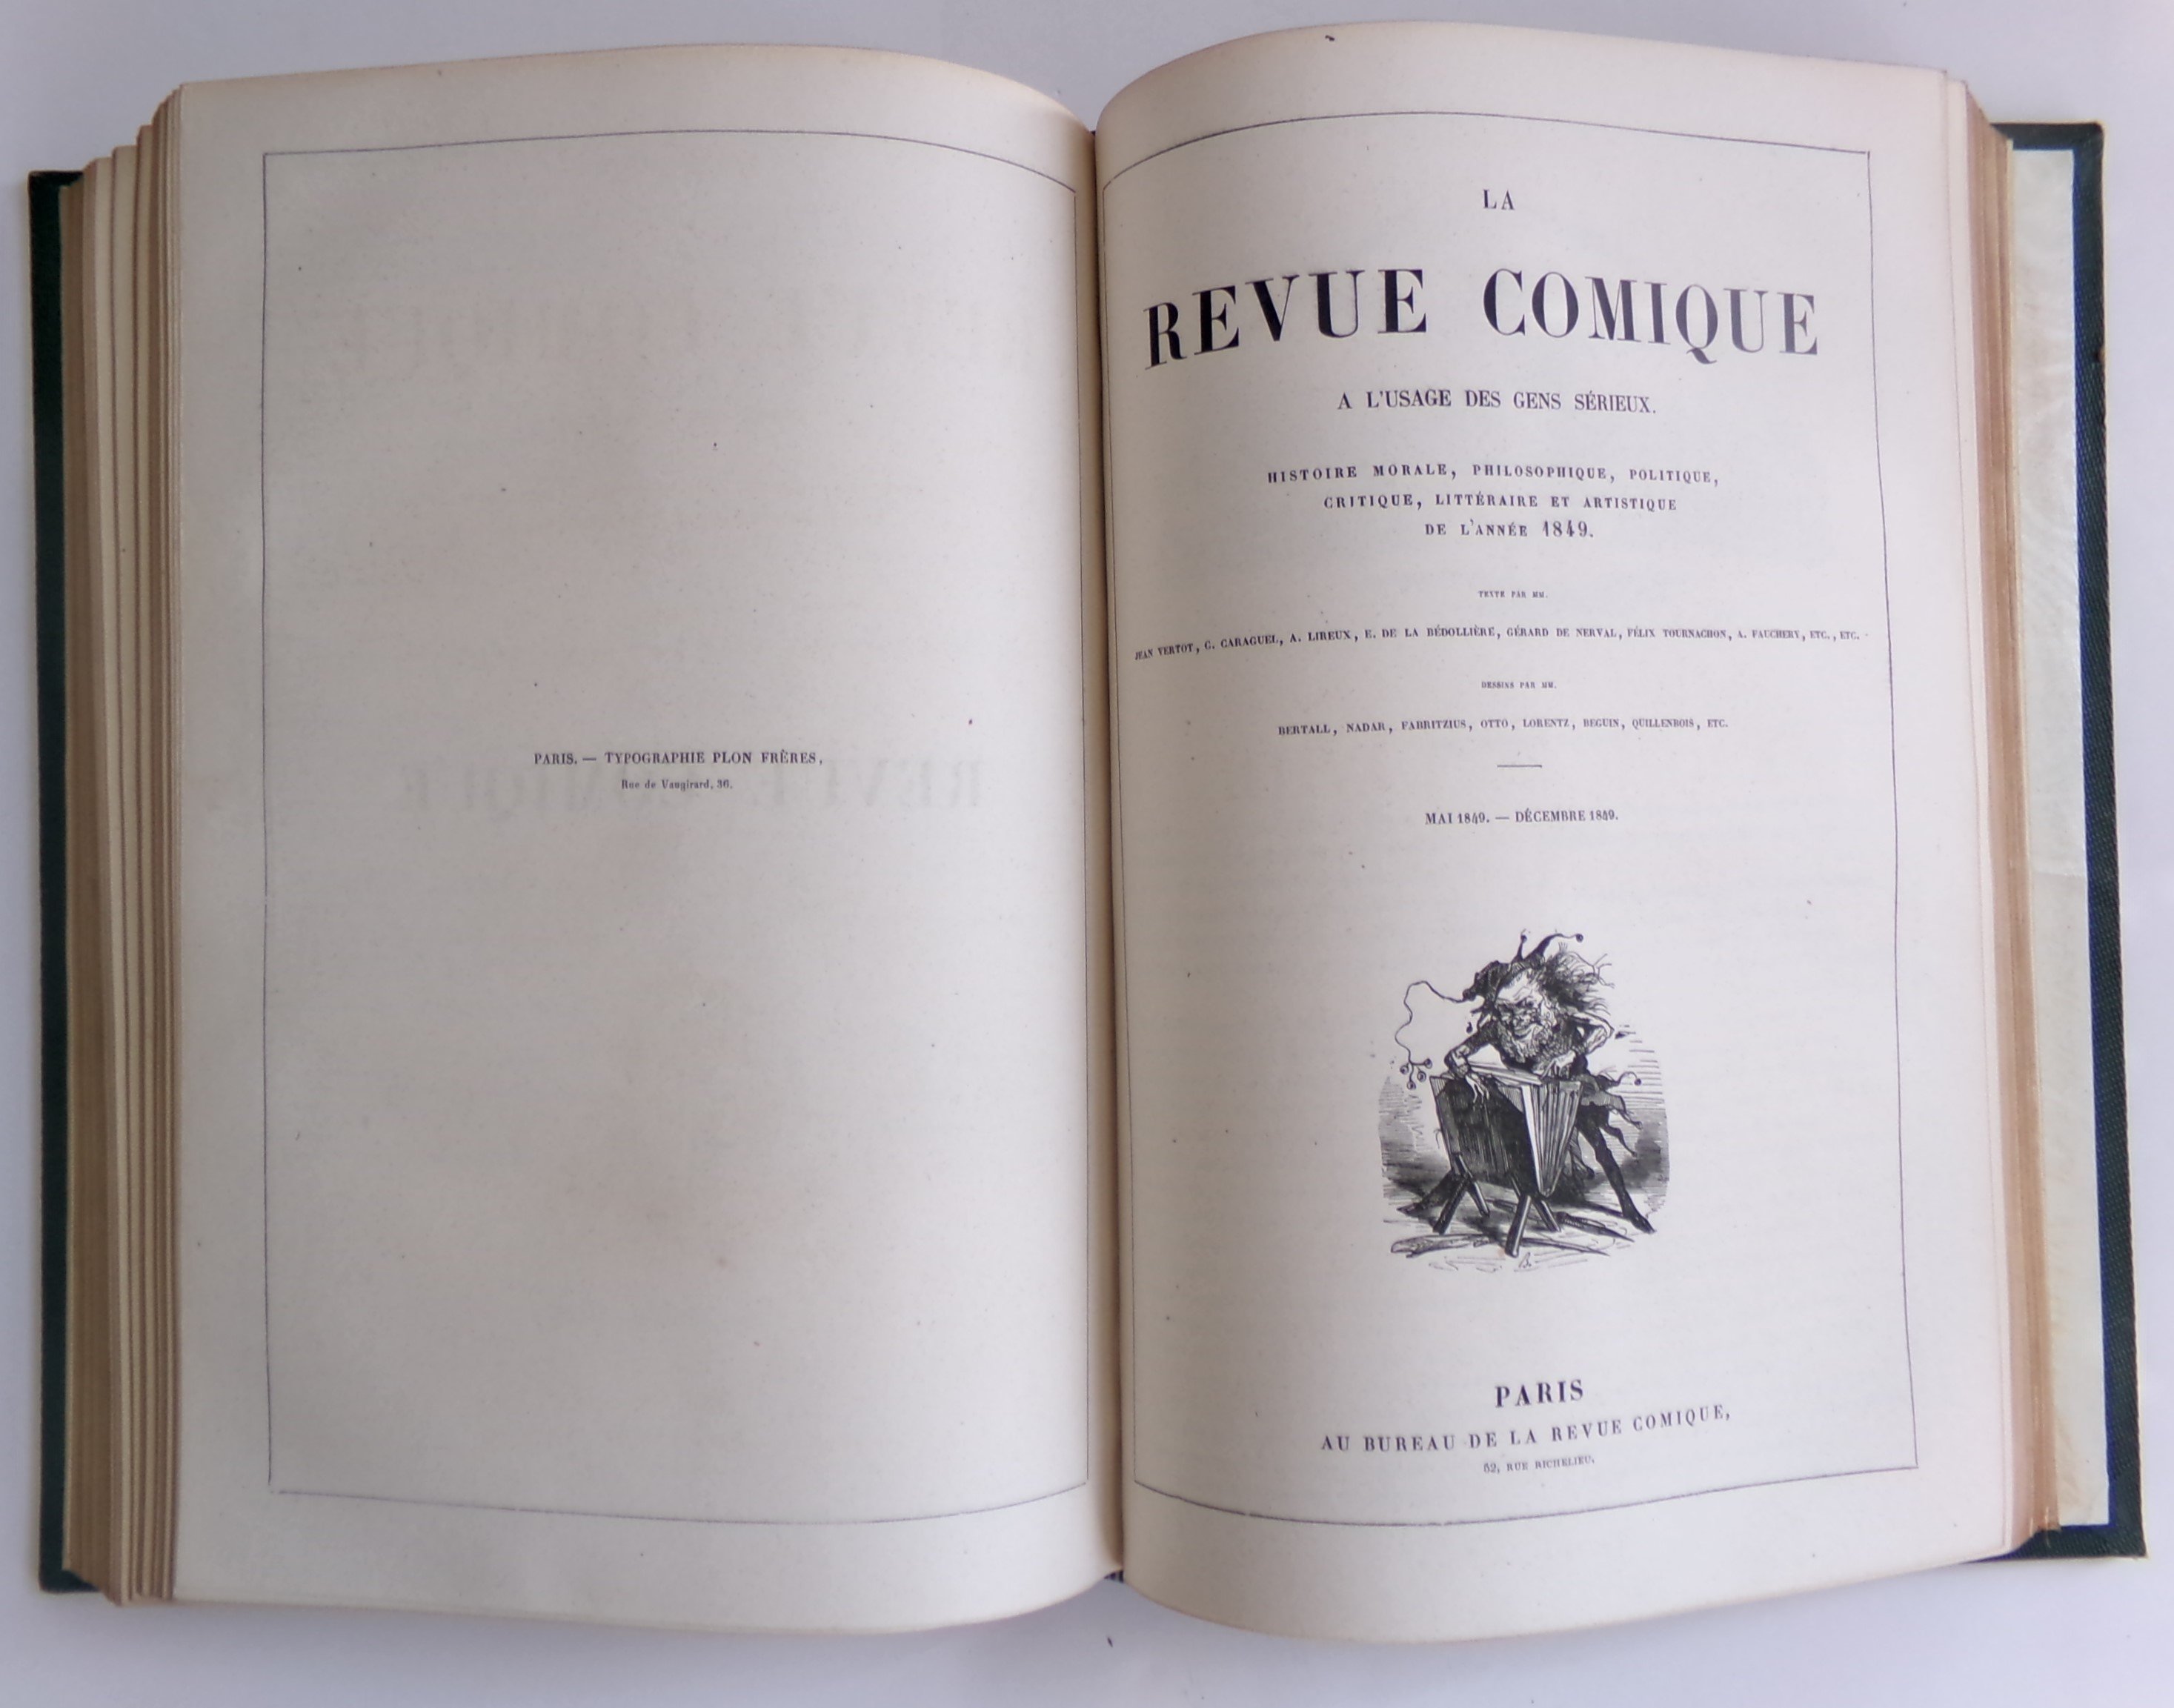 PARIS. — TYPOGRAPHIE PLON FRÈRES,
Rue de Vaugirard, 36.
LA
REVUE COMIQUE
A L'USAGE DES GENS SÉRIEUX.
HISTOIRE MORALE, PHILOSOPHIQUE, POLITIQUE,
CRITIQUE, LITTÉRAIRE ET ARTISTIQUE
DE L'ANNÉE 1849.
TEXTE PAR MM.
JEAN VERTOT, C. CARAGUEL, A. LIREUX, E. DE LA BÉDOLLIÈRE, GÉRARD DE NERVAL, FÉLIX TOURNACHON, A. FAUCHERY, ETC., ETC.
DESSINS PAR MM.
BERTALL, NADAR, FABRITZIUS, OTTO, LORENTZ, BEGUIN, QUILLENBOIS, ETC.
MAI 1849. — DÉCEMBRE 1849.
PARIS
AU BUREAU DE LA REVUE COMIQUE,
52, RUE RICHELIEU.